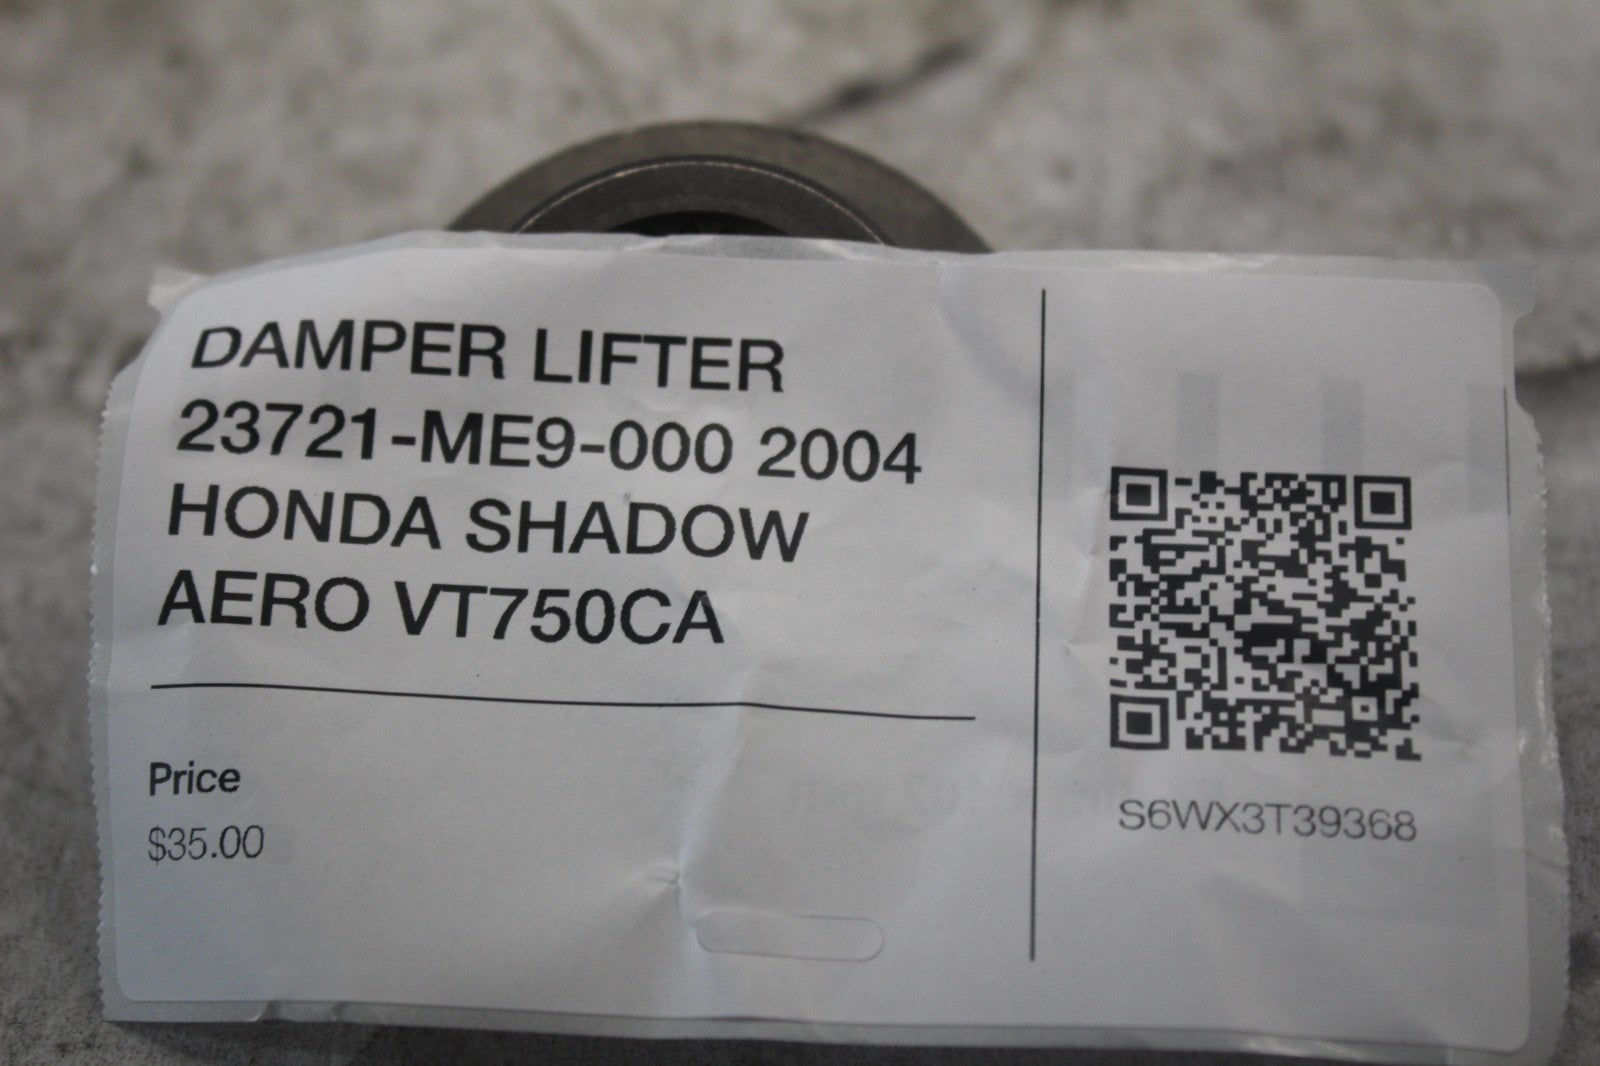 DAMPER LIFTER
23721-ME9-000 2004
HONDA SHADOW
AERO VT750CA
Price
$35.00
S6WX3T39368